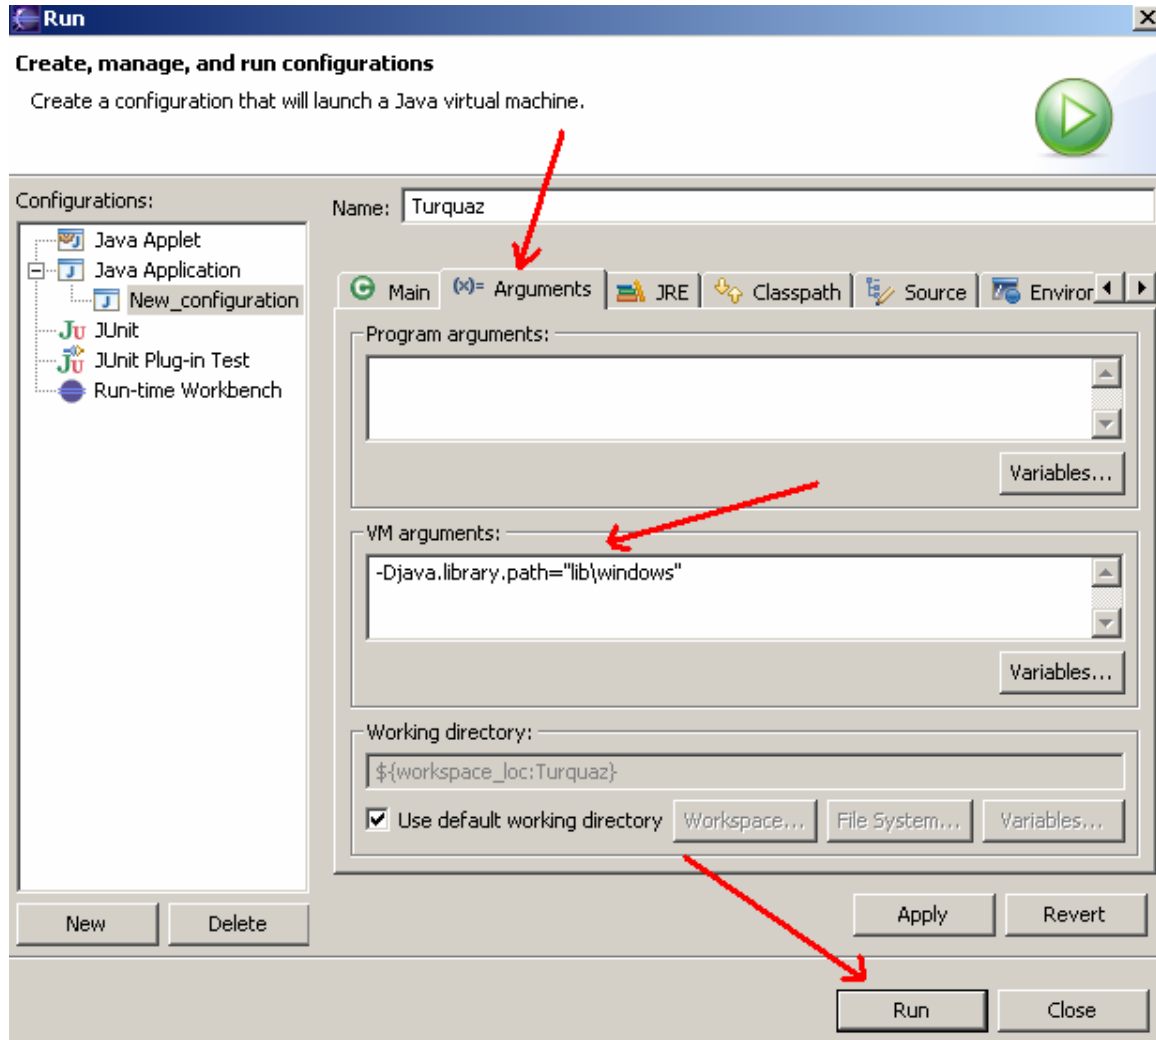 Run
Create, manage, and run configurations
Create a configuration that will launch a Java virtual machine.
Configurations:
Java Applet
Java Application
New_configuration
JUnit
JUnit Plug-in Test
Run-time Workbench
New
Delete
Name: Turquaz
Main (x)= Arguments JRE Classpath Source Enviror
Program arguments:
Variables...
VM arguments:
-Djava.library.path="lib\windows"
Variables...
Working directory:
${workspace_loc:Turquaz}
Use default working directory Workspace... File System... Variables...
Apply Revert
Run Close